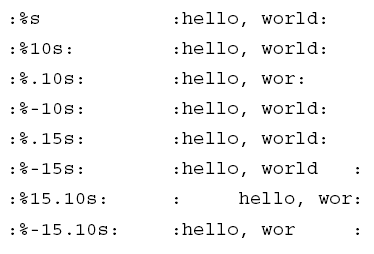 :%s             :hello, world:
:%10s:          :hello, world:
:%.10s:         :hello, wor:
:%-10s:         :hello, world:
:%.15s:         :hello, world:
:%-15s:         :hello, world   :
:%15.10s:       :     hello, wor:
:%-15.10s:      :hello, wor     :